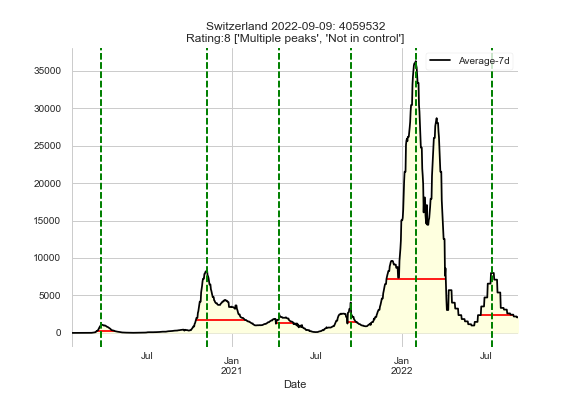 Switzerland 2022-09-09: 4059532
Rating:8 ['Multiple peaks', 'Not in control']
Average-7d
35000
30000
25000
20000
15000
10000
5000
0
Jul
Jan
2021
Jul
Jan
2022
Jul
Date